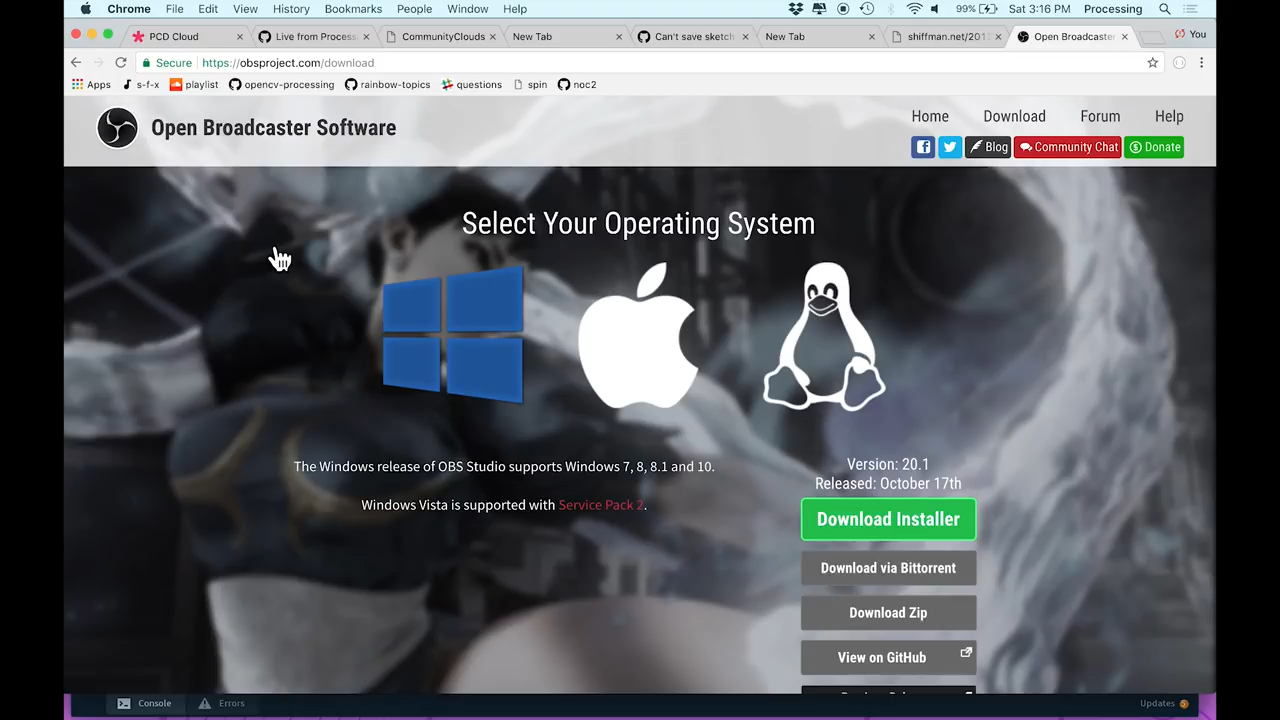 Chrome File Edit View History Bookmarks People Window Help 99% Sat 3:16 PM Processing
PCD Cloud Live from Process CommunityClouds New Tab Can't save sketch New Tab shiffman.net/201 Open Broadcaster You
Secure https://obsproject.com/download
Apps s-f-x playlist opencv-processing rainbow-topics questions spin noc2
Open Broadcaster Software
Home Download Forum Help
Blog Community Chat Donate
Select Your Operating System
The Windows release of OBS Studio supports Windows 7, 8, 8.1 and 10.
Windows Vista is supported with Service Pack 2.
Version: 20.1
Released: October 17th
Download Installer
Download via Bittorrent
Download Zip
View on GitHub
Console Errors Updates